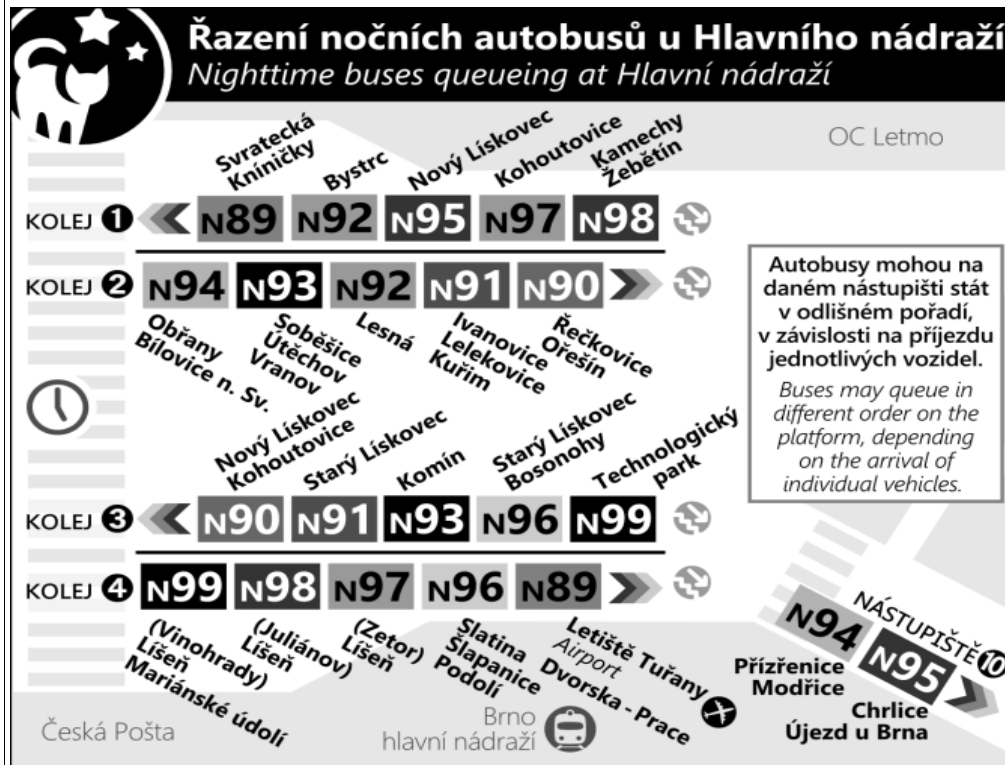 Řazení nočních autobusů u Hlavního nádraží
Nighttime buses queueing at Hlavní nádraží
OC Letmo
Svratecká
Kníničky
Bystrc
Nový Lískovec
Kohoutovice
Kamechy
Žebětín
KOLEJ 1 N89 N92 N95 N97 N98
KOLEJ 2 N94 N93 N92 N91 N90
Obřany
Bílovice n. Sv.
Soběšice
Útěchov
Vranov
Lesná
Ivanovice
Lelekovice
Kuřim
Řečkovice
Ořešín
Autobusy mohou na
daném nástupišti stát
v odlišném pořadí,
v závislosti na příjezdu
jednotlivých vozidel.
Buses may queue in
different order on the
platform, depending
on the arrival of
individual vehicles.
Nový Lískovec
Kohoutovice
Starý Lískovec
Komín
Starý Lískovec
Bosonohy
Technologický
park
KOLEJ 3 N90 N91 N93 N96 N99
KOLEJ 4 N99 N98 N97 N96 N89
(Vinohrady)
Líšeň
Mariánské údolí
(Juliánov)
Líšeň
(Zetor)
Líšeň
Slatina
Šlapanice
Podolí
Letiště Tuřany
Airport
Dvorska - Prace
NÁSTUPIŠTĚ 10
N94 N95
Přízřenice
Modřice
Chrlice
Újezd u Brna
Česká Pošta
Brno
hlavní nádraží